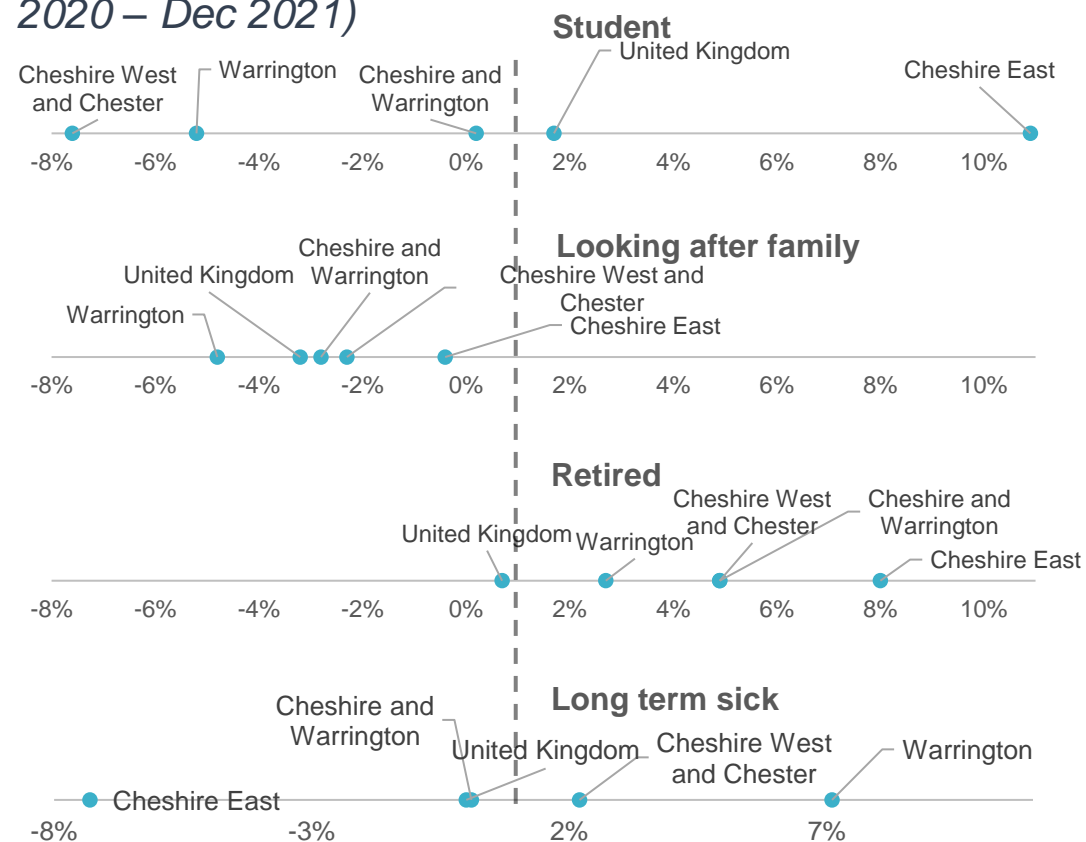 2020 – Dec 2021)
Student
United Kingdom
Cheshire West
and Chester
Warrington
Cheshire and
Warrington
Cheshire East
-8% -6% -4% -2% 0% 2% 4% 6% 8% 10%
Looking after family
Cheshire and
Warrington
United Kingdom
Cheshire West and
Chester
Warrington
Cheshire East
-8% -6% -4% -2% 0% 2% 4% 6% 8% 10%
Retired
Cheshire West
and Chester
Cheshire and
Warrington
United Kingdom
Warrington
Cheshire East
-8% -6% -4% -2% 0% 2% 4% 6% 8% 10%
Long term sick
Cheshire and
Warrington
United Kingdom
Cheshire West
and Chester
Warrington
Cheshire East
-8% -3% 2% 7%